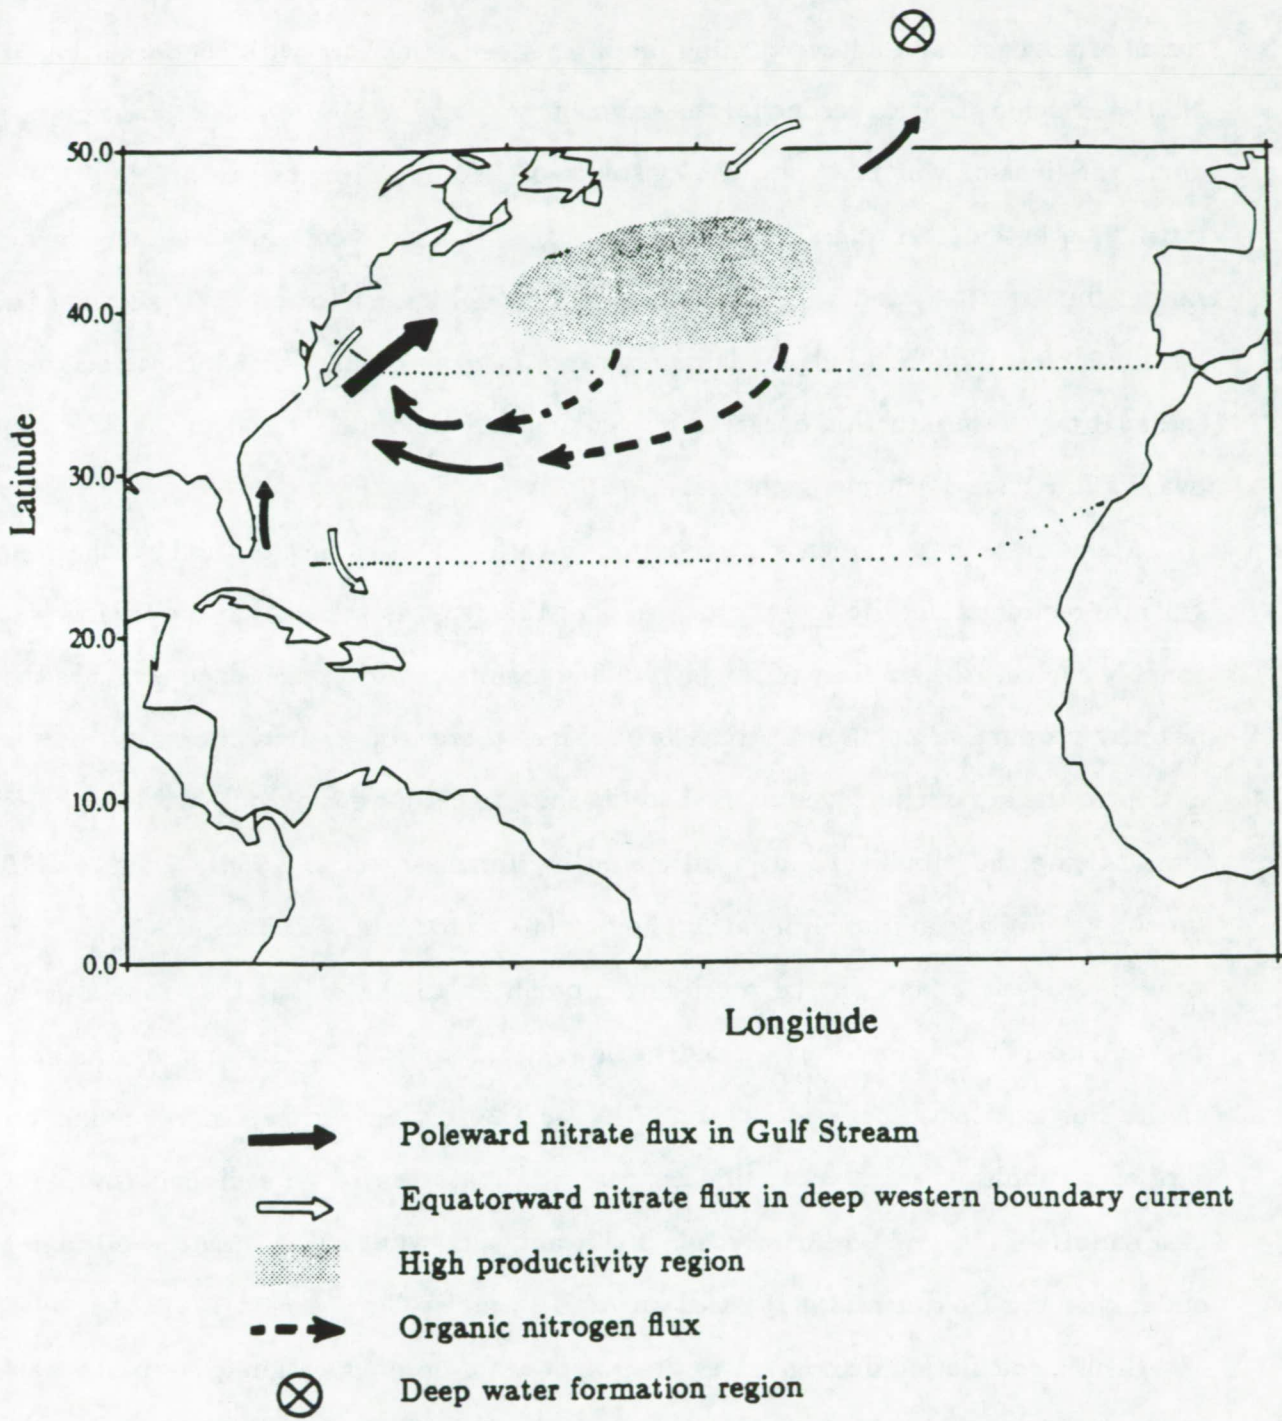 50.0
40.0
30.0
20.0
10.0
0.0
Latitude
Longitude
Poleward nitrate flux in Gulf Stream
Equatorward nitrate flux in deep western boundary current
High productivity region
Organic nitrogen flux
Deep water formation region